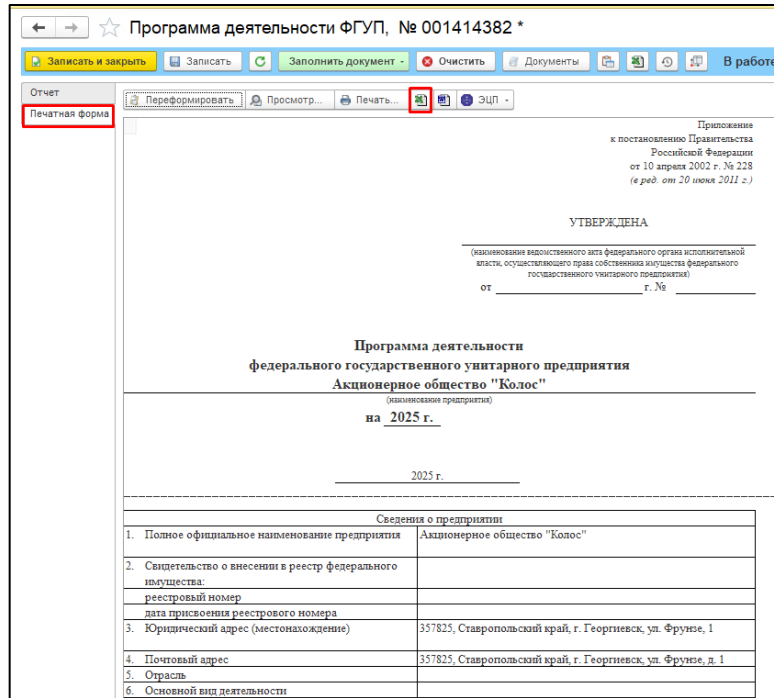 Программа деятельности ФГУП, № 001414382 *
Записать и закрыть Записать Заполнить документ Очистить Документы В работе
Отчет
Печатная форма
Переформировать Просмотр... Печать... ЭЦП
Приложение
к постановлению Правительства
Российской Федерации
от 10 апреля 2002 г. № 228
(в ред. от 20 июня 2011 г.)
УТВЕРЖДЕНА
(наименование ведомственного акта федерального органа исполнительной
власти, осуществляющего права собственника имущества федерального
государственного унитарного предприятия)
от г. №
Программа деятельности
федерального государственного унитарного предприятия
Акционерное общество "Колос"
(наименование предприятия)
на 2025 г.
2025 г.
Сведения о предприятии
1. Полное официальное наименование предприятия Акционерное общество "Колос"
2. Свидетельство о внесении в реестр федерального
имущества:
реестровый номер
дата присвоения реестрового номера
3. Юридический адрес (местонахождение) 357825, Ставропольский край, г. Георгиевск, ул. Фрунзе, 1
4. Почтовый адрес 357825, Ставропольский край, г. Георгиевск, ул. Фрунзе, д. 1
5. Отрасль
6. Основной вид деятельности